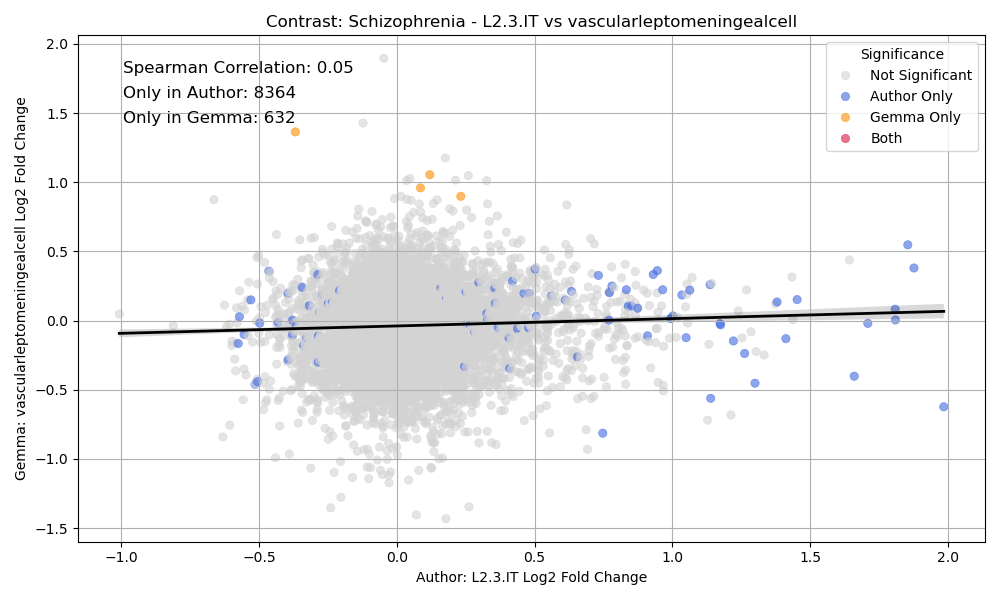 Contrast: Schizophrenia - L2.3.IT vs vascularleptomeningealcell
Spearman Correlation: 0.05
Only in Author: 8364
Only in Gemma: 632
Significance
Not Significant
Author Only
Gemma Only
Both
Gemma: vascularleptomeningealcell Log2 Fold Change
2.0
1.5
1.0
0.5
0.0
−0.5
−1.0
−1.5
−1.0
−0.5
0.0
0.5
1.0
1.5
2.0
Author: L2.3.IT Log2 Fold Change